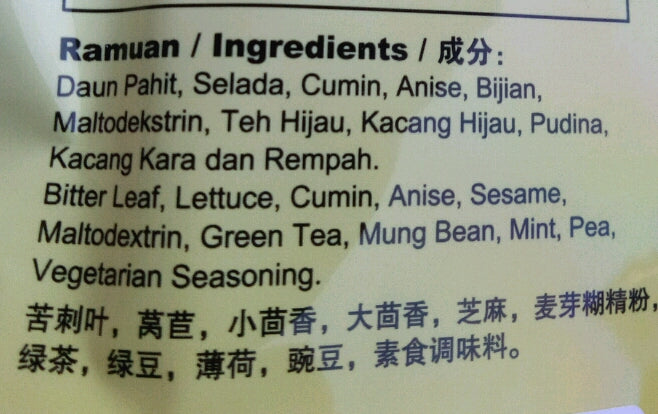 Ramuan / Ingredients / 成分:
Daun Pahit, Selada, Cumin, Anise, Bijian,
Maltodekstrin, Teh Hijau, Kacang Hijau, Pudina,
Kacang Kara dan Rempah.
Bitter Leaf, Lettuce, Cumin, Anise, Sesame,
Maltodextrin, Green Tea, Mung Bean, Mint, Pea,
Vegetarian Seasoning.
苦刺叶，莴苣，小茴香，大茴香，芝麻，麦芽糊精粉，
绿茶，绿豆，薄荷，豌豆，素食调味料。